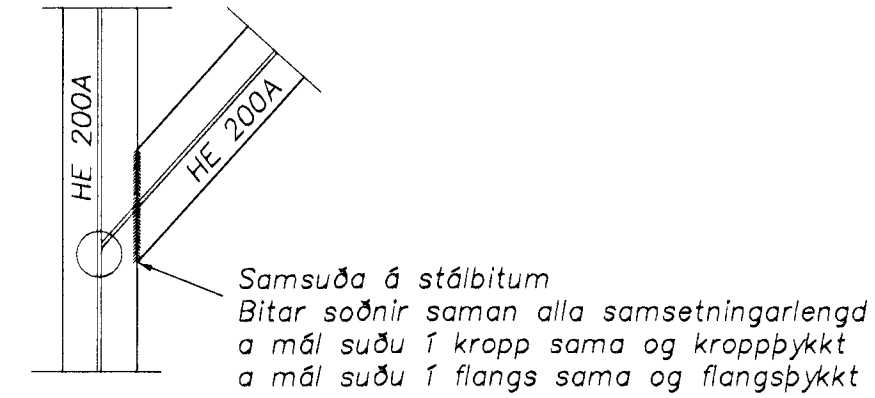 HE 200A
HE 200A
Samsuða á stálbitum
Bitar soðnir saman alla samsetningarlengd
a mál suðu í kropp sama og kroppþykkt
a mál suðu í flangs sama og flangsþykkt